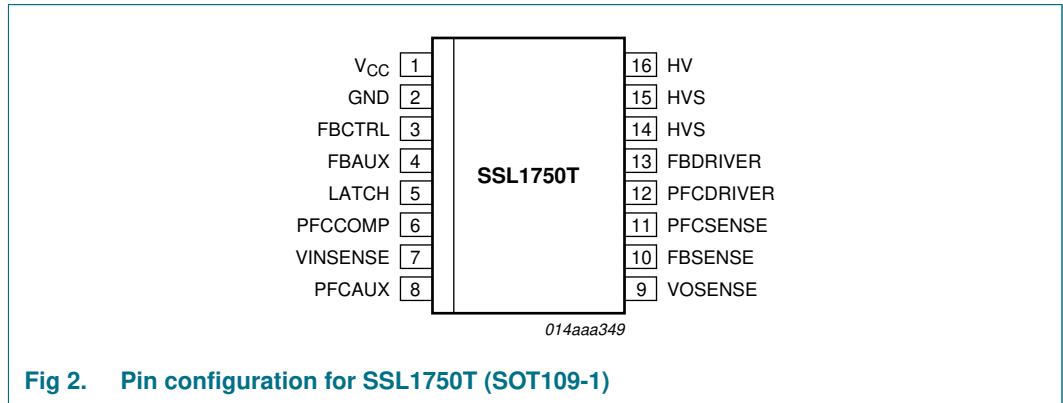 V_CC 1
GND 2
FBCTRL 3
FBAUX 4
LATCH 5
PFCCOMP 6
VINSENSE 7
PFCAUX 8
SSL1750T
16 HV
15 HVS
14 HVS
13 FBDRIVER
12 PFCDRIVER
11 PFCSENSE
10 FBSENSE
9 VOSENSE
014aaa349
Fig 2. Pin configuration for SSL1750T (SOT109-1)